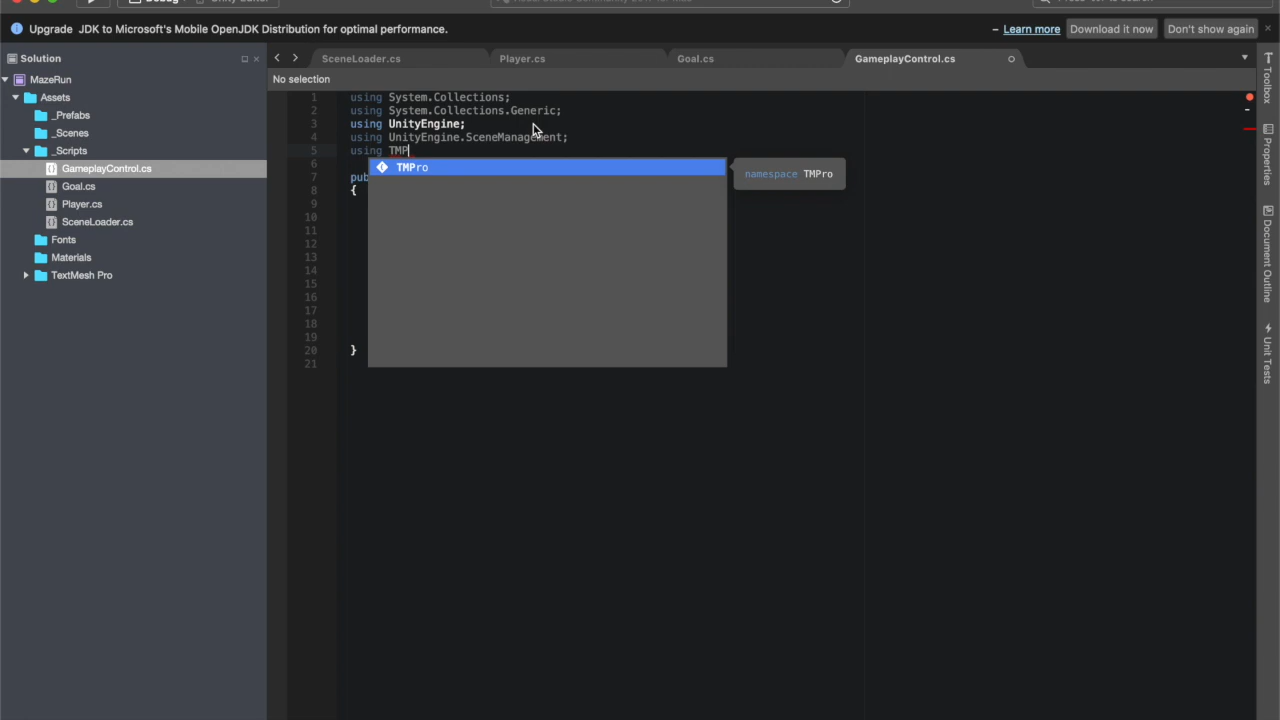 Upgrade JDK to Microsoft's Mobile OpenJDK Distribution for optimal performance.
Learn more
Download it now
Don't show again
Solution
SceneLoader.cs
Player.cs
Goal.cs
GameplayControl.cs
No selection
MazeRun
Assets
_Prefabs
_Scenes
_Scripts
GameplayControl.cs
Goal.cs
Player.cs
SceneLoader.cs
Fonts
Materials
TextMesh Pro
1 using System.Collections;
2 using System.Collections.Generic;
3 using UnityEngine;
4 using UnityEngine.SceneManagement;
5 using TMP
6
7 pub
8 {
9
10
11
12
13
14
15
16
17
18
19
20 }
21
TMPro
namespace TMPro
Toolbox
Properties
Document Outline
Unit Tests